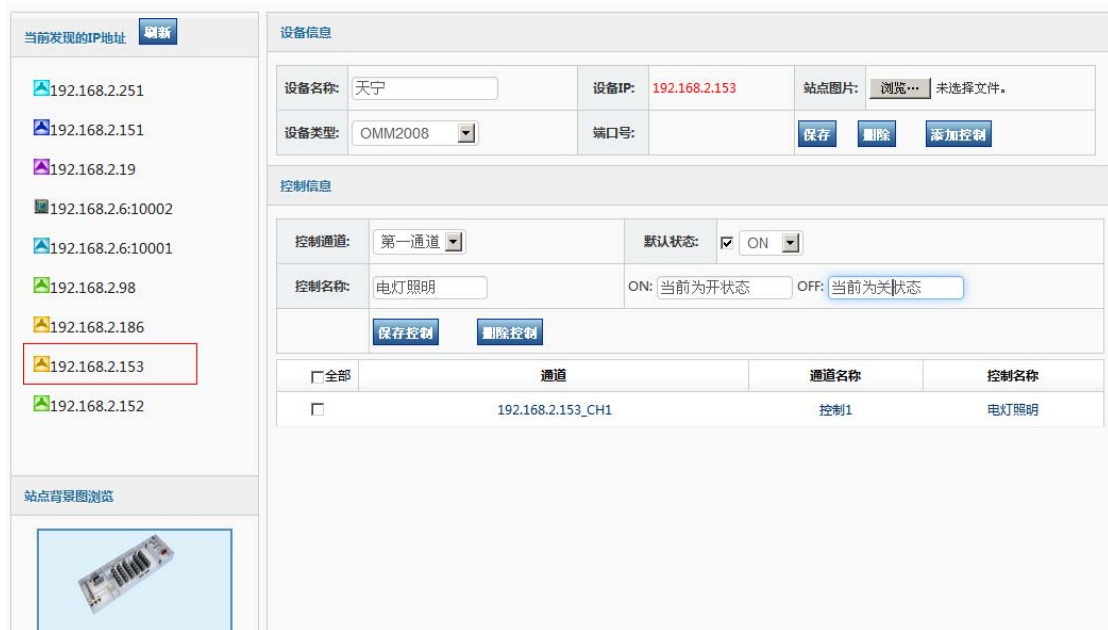 当前发现的IP地址 刷新
192.168.2.251
192.168.2.151
192.168.2.19
192.168.2.6:10002
192.168.2.6:10001
192.168.2.98
192.168.2.186
192.168.2.153
192.168.2.152
站点背景图浏览
设备信息
设备名称: 天宁 设备IP: 192.168.2.153 站点图片: 浏览… 未选择文件。
设备类型: OMM2008 端口号: 保存 删除 添加控制
控制信息
控制通道: 第一通道 默认状态: ON
控制名称: 电灯照明 ON: 当前为开状态 OFF: 当前为关状态
保存控制 删除控制
全部 通道 通道名称 控制名称
192.168.2.153_CH1 控制1 电灯照明